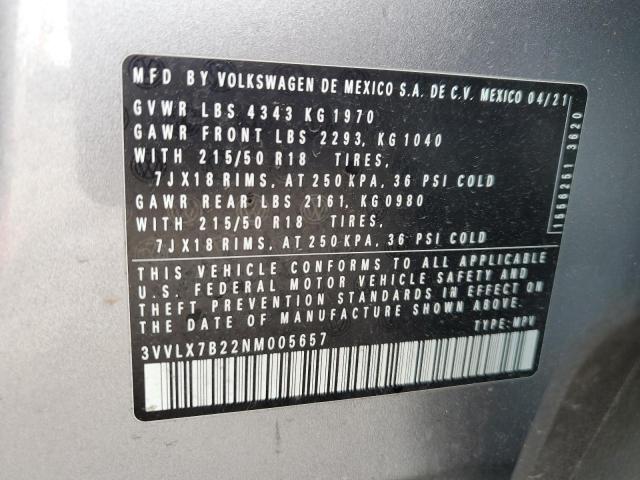 MFD BY VOLKSWAGEN DE MEXICO S.A. DE C.V. MEXICO 04/21
GVWR LBS 4343 KG 1970
GAWR FRONT LBS 2293, KG 1040
WITH 215/50 R18 TIRES,
7JX18 RIMS, AT 250 KPA, 36 PSI COLD
GAWR REAR LBS 2161, KG0980
WITH 215/50 R18 TIRES,
7JX18 RIMS, AT 250 KPA, 36 PSI COLD
1556261 3620
THIS VEHICLE CONFORMS TO ALL APPLICABLE
U.S. FEDERAL MOTOR VEHICLE SAFETY AND
THEFT PREVENTION STANDARDS IN EFFECT ON
THE DATE OF MANUFACTURE SHOWN ABOVE.
TYPE: MPV
3VVLX7B22NM005657